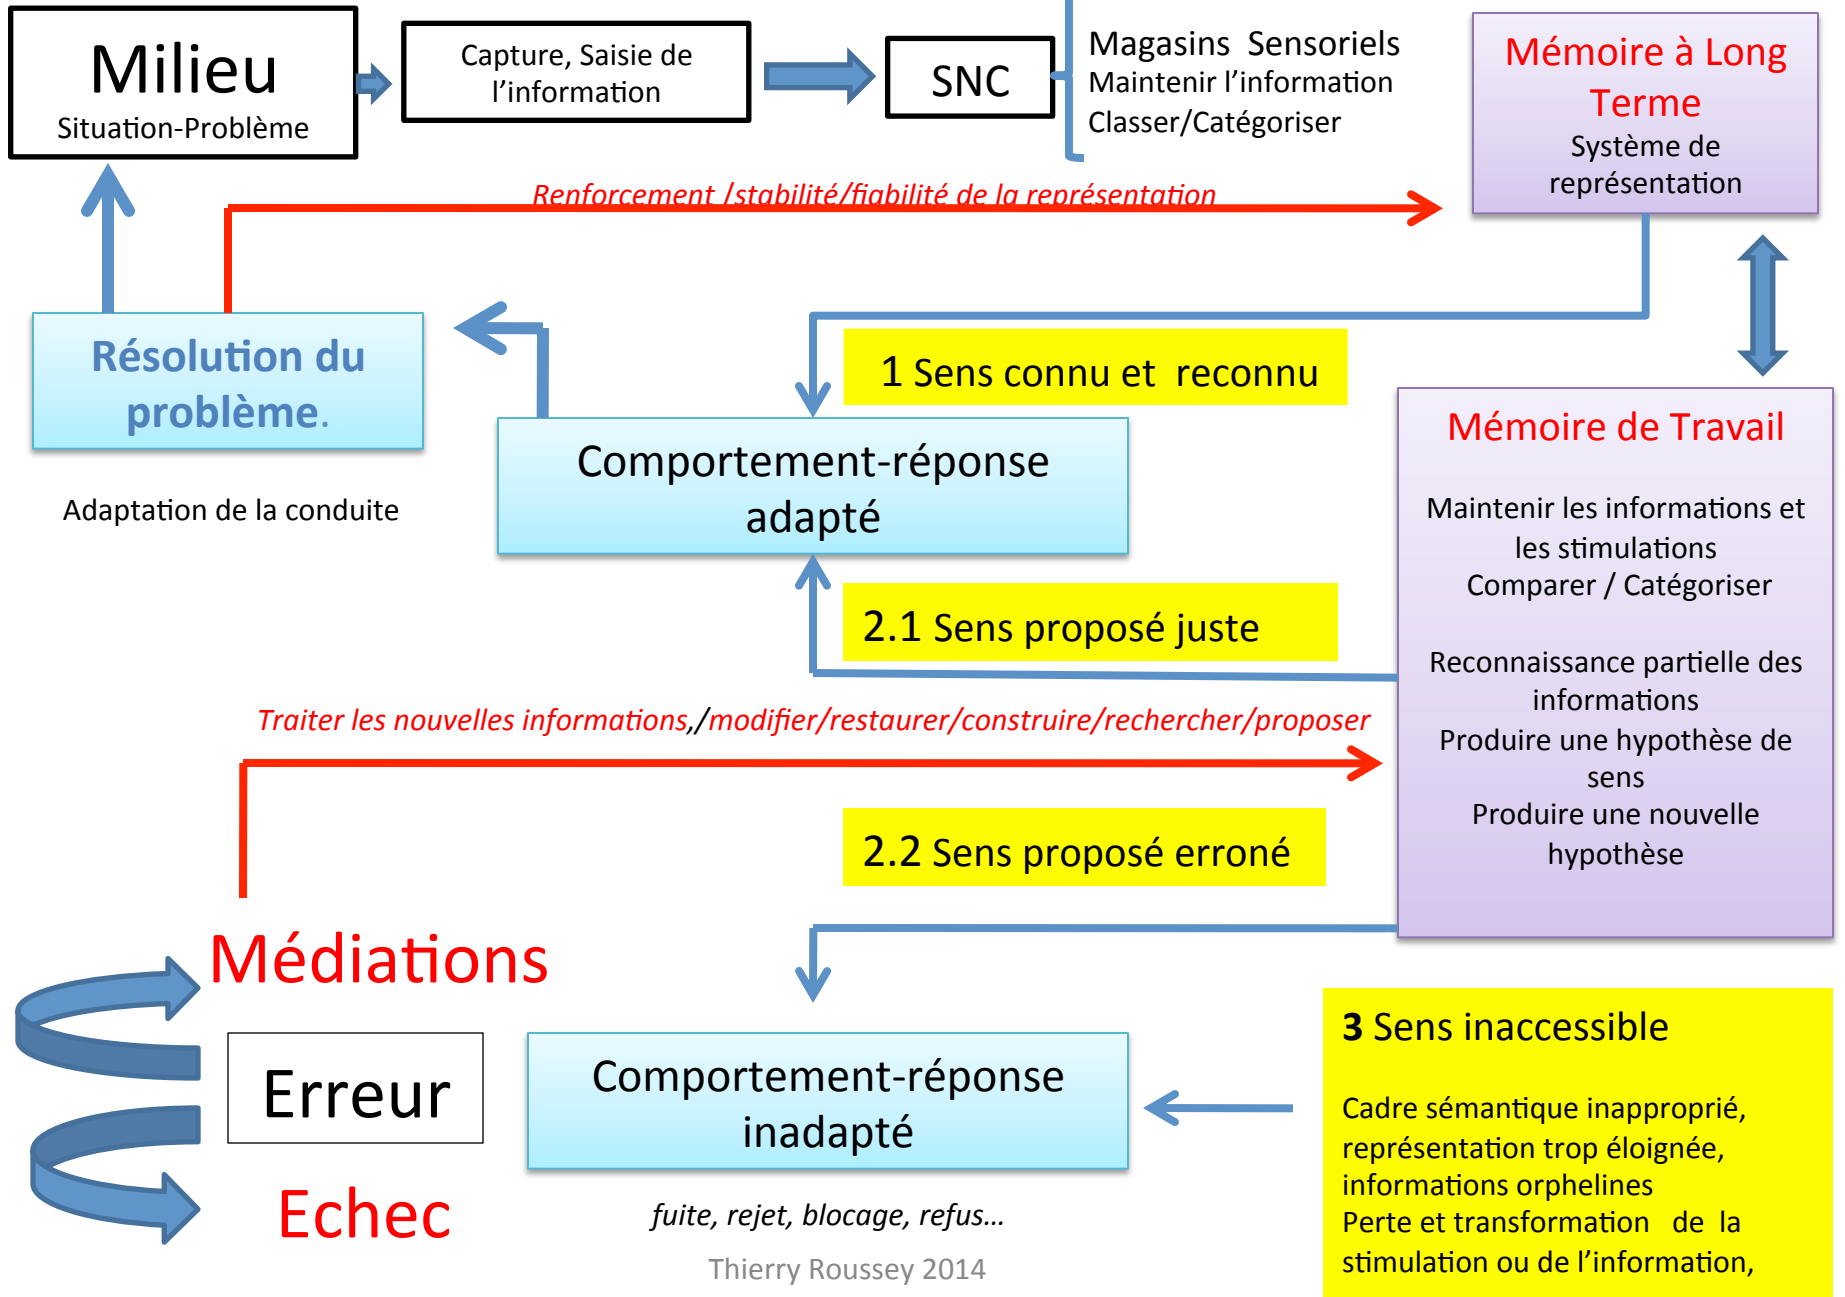 Milieu
Situation-Problème
Capture, Saisie de
l’information
SNC
Magasins Sensoriels
Maintenir l’information
Classer/Catégoriser
Mémoire à Long
Terme
Système de
représentation
Renforcement /stabilité/fiabilité de la représentation
Résolution du
problème.
Adaptation de la conduite
1 Sens connu et reconnu
Comportement-réponse
adapté
2.1 Sens proposé juste
Mémoire de Travail
Maintenir les informations et
les stimulations
Comparer / Catégoriser
Reconnaissance partielle des
informations
Produire une hypothèse de
sens
Produire une nouvelle
hypothèse
Traiter les nouvelles informations,/modifier/restaurer/construire/rechercher/proposer
2.2 Sens proposé erroné
Médiations
Erreur
Echec
Comportement-réponse
inadapté
fuite, rejet, blocage, refus…
Thierry Roussey 2014
3 Sens inaccessible
Cadre sémantique inapproprié,
représentation trop éloignée,
informations orphelines
Perte et transformation de la
stimulation ou de l’information,